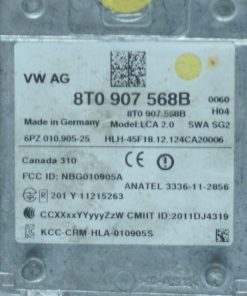 VW AG
8T0 907 568B 0060
8T0 907 568B H04
Made in Germany Model:LCA 2.0 SWA SG2
6PZ 010.905-25. HLH-45F18.12.124CA20006
Canada 310
FCC ID: NBG010905A
ANATEL 3336-11-2856
201 Y 11215263
CCXXxxYYyyyZzW CMIIT ID:2011DJ4319
KCC-CRM-HLA-010905S